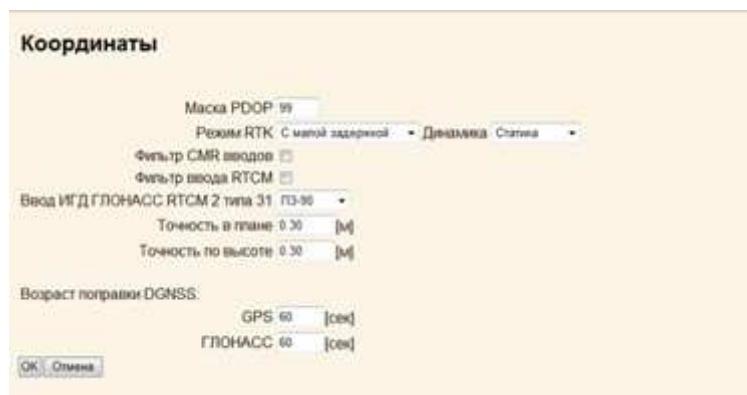 Координаты
Маска PDOP 99
Режим RTK С малой задержкой Динамика Статика
Фильтр CMR вводов
Фильтр ввода RTCM
Ввод ИГД ГЛОНАСС RTCM 2 типа 31 ПЗ-90
Точность в плане 0.30 [м]
Точность по высоте 0.30 [м]
Возраст поправки DGNSS:
GPS 60 [сек]
ГЛОНАСС 60 [сек]
OK Отмена